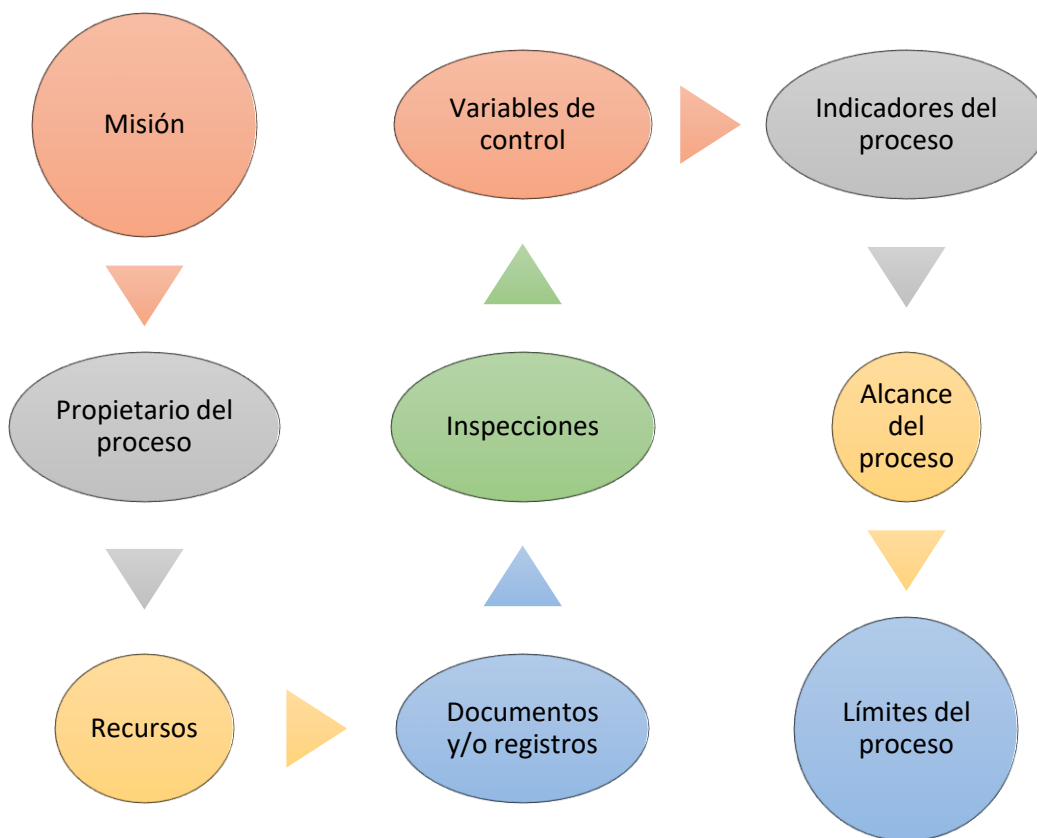 Misión
Propietario del
proceso
Recursos
Documentos
y/o registros
Inspecciones
Variables de
control
Indicadores del
proceso
Alcance
del
proceso
Límites del
proceso